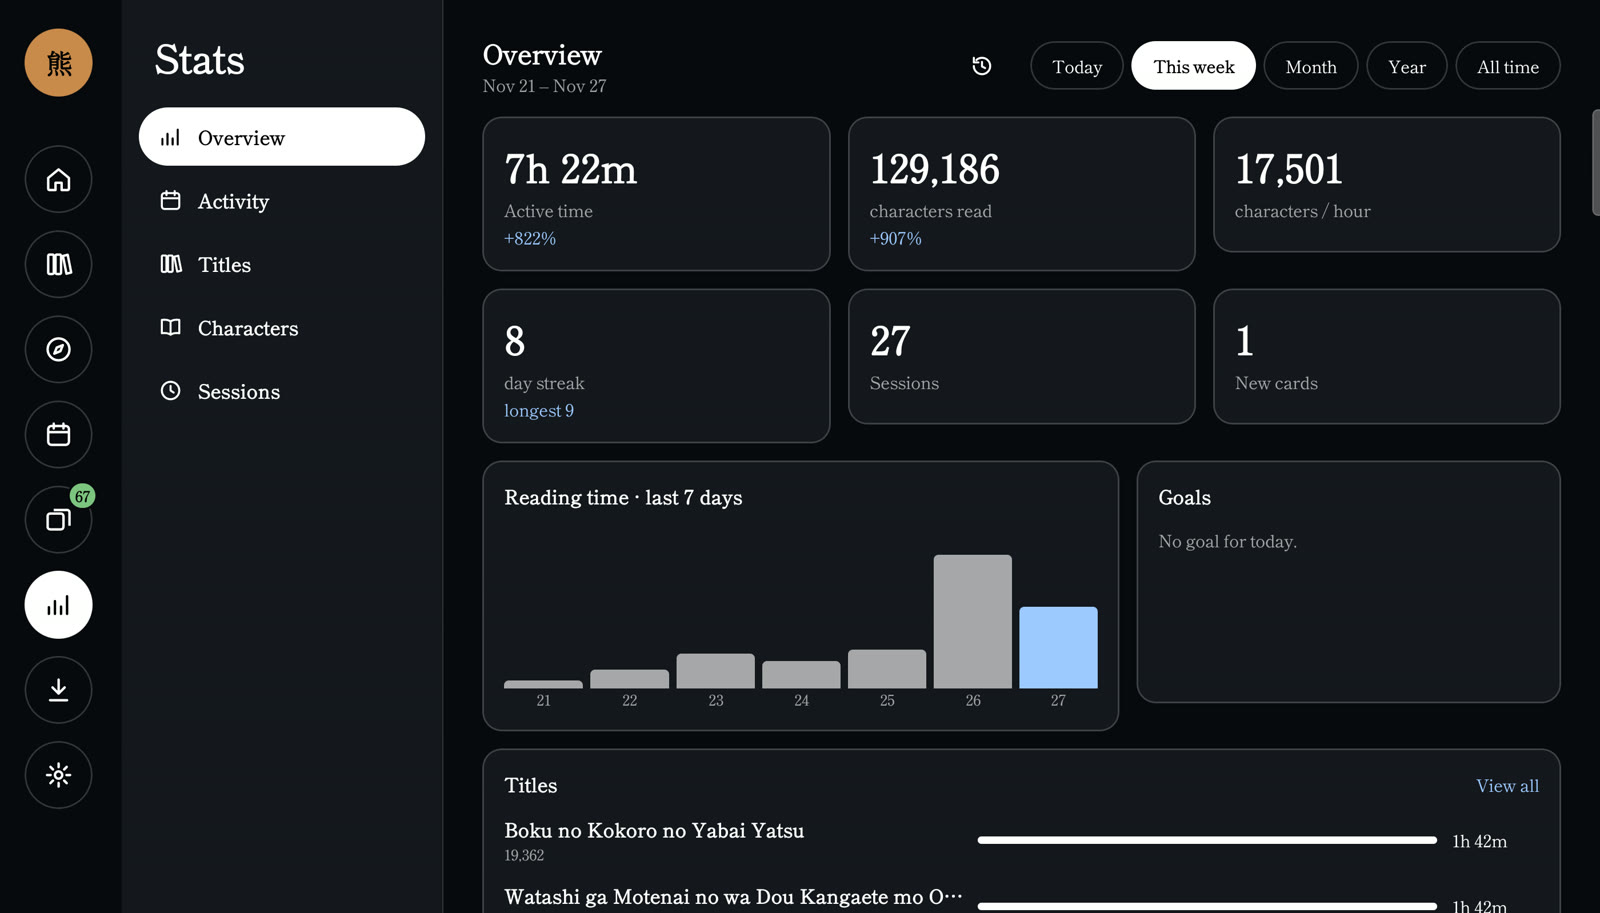 熊
67
Stats
Overview
Activity
Titles
Characters
Sessions
Overview
Nov 21 – Nov 27
Today
This week
Month
Year
All time
7h 22m
Active time
+822%
129,186
characters read
+907%
17,501
characters / hour
8
day streak
longest 9
27
Sessions
1
New cards
Reading time · last 7 days
21 22 23 24 25 26 27
Goals
No goal for today.
Titles
View all
Boku no Kokoro no Yabai Yatsu
19,362
1h 42m
Watashi ga Motenai no wa Dou Kangaete mo O⋯
1h 42m